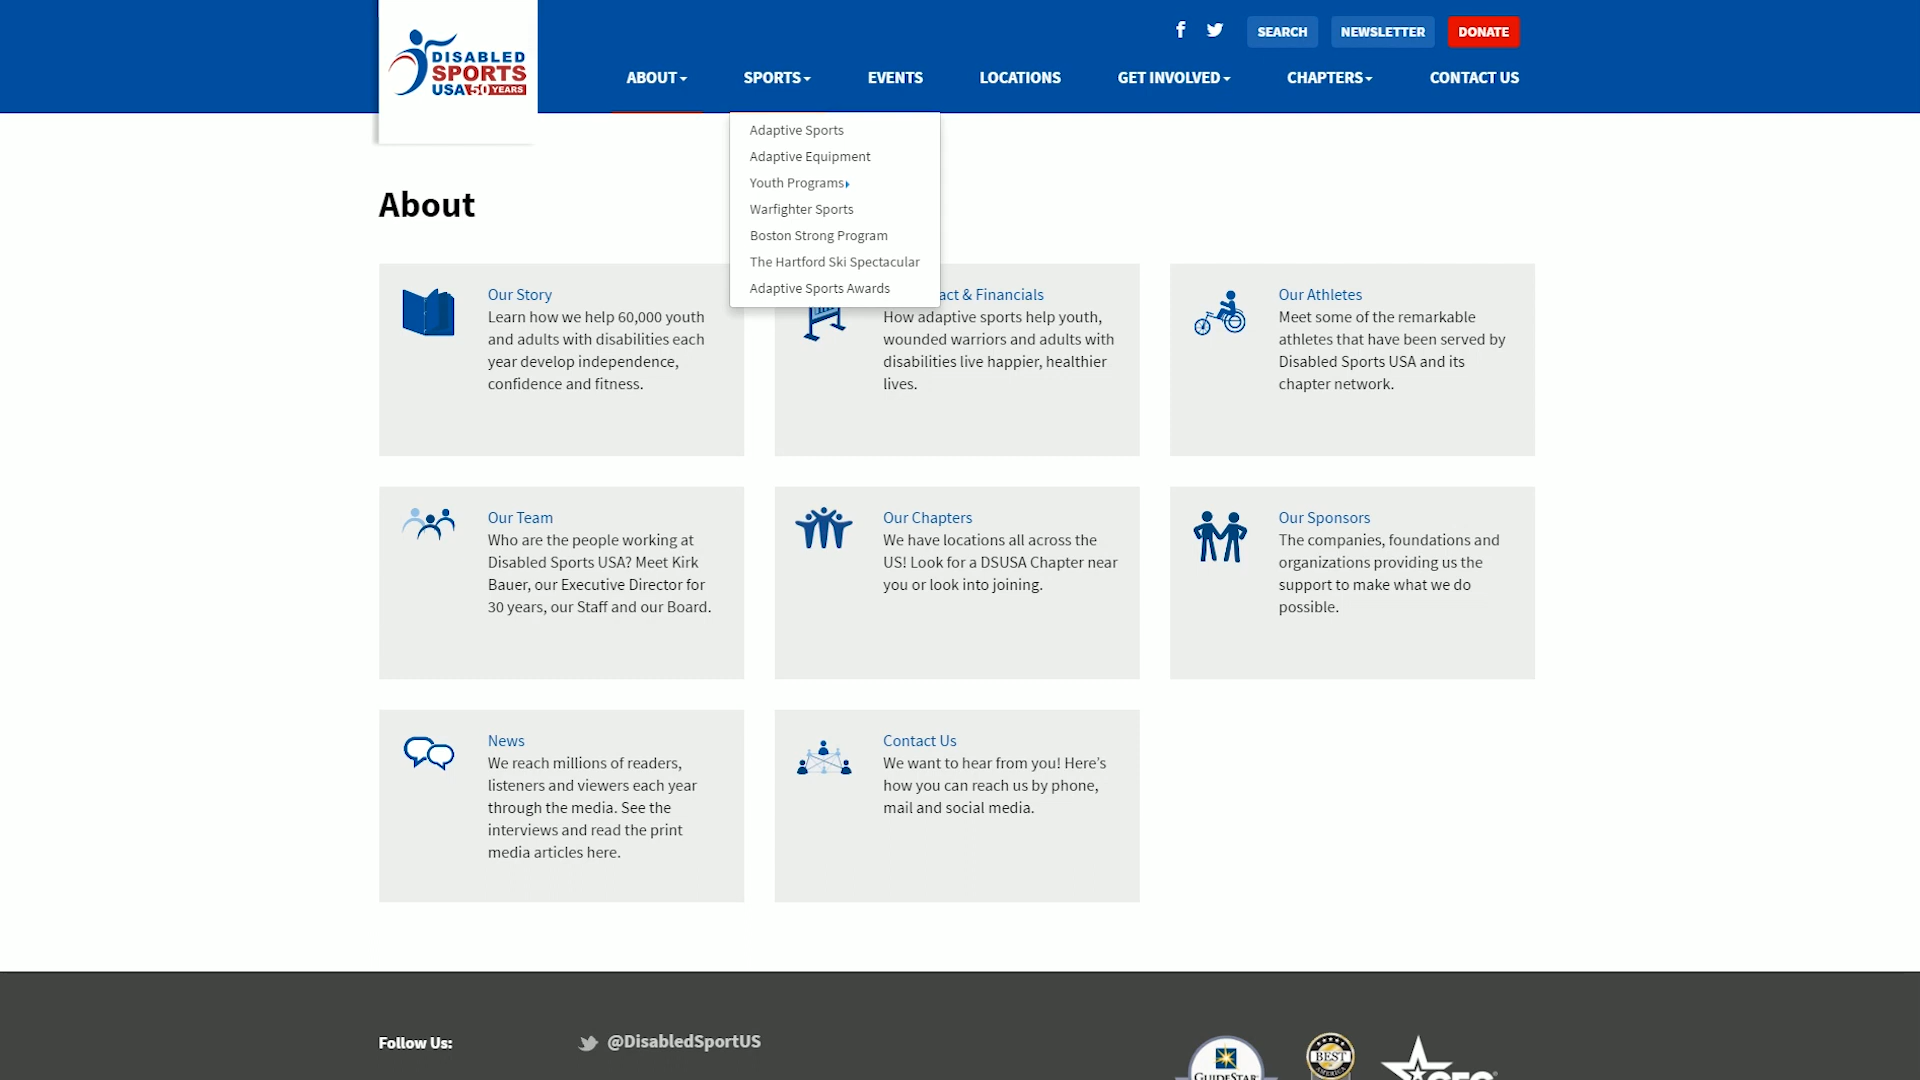 DISABLED
SPORTS
USA 50 YEARS
SEARCH
NEWSLETTER
DONATE
ABOUT
SPORTS
EVENTS
LOCATIONS
GET INVOLVED
CHAPTERS
CONTACT US
Adaptive Sports
Adaptive Equipment
Youth Programs
Warfighter Sports
Boston Strong Program
The Hartford Ski Spectacular
Adaptive Sports Awards
About
Our Story
Learn how we help 60,000 youth
and adults with disabilities each
year develop independence,
confidence and fitness.
& Financials
How adaptive sports help youth,
wounded warriors and adults with
disabilities live happier, healthier
lives.
Our Athletes
Meet some of the remarkable
athletes that have been served by
Disabled Sports USA and its
chapter network.
Our Team
Who are the people working at
Disabled Sports USA? Meet Kirk
Bauer, our Executive Director for
30 years, our Staff and our Board.
Our Chapters
We have locations all across the
US! Look for a DSUSA Chapter near
you or look into joining.
Our Sponsors
The companies, foundations and
organizations providing us the
support to make what we do
possible.
News
We reach millions of readers,
listeners and viewers each year
through the media. See the
interviews and read the print
media articles here.
Contact Us
We want to hear from you! Here's
how you can reach us by phone,
mail and social media.
Follow Us:
@DisabledSportUS
GUIDESTAR
BEST